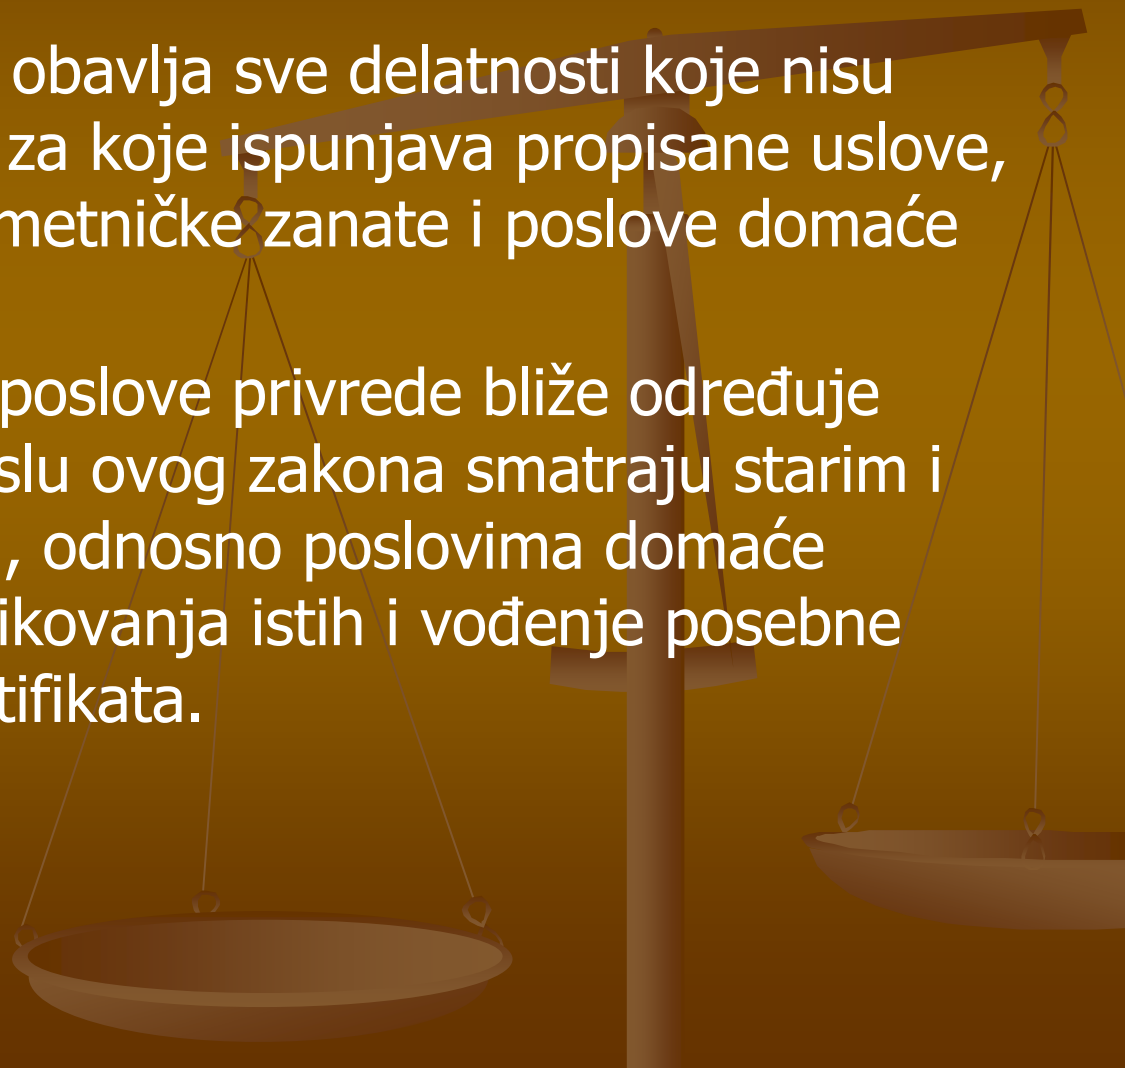 obavlja sve delatnosti koje nisu
za koje ispunjava propisane uslove,
metničke zanate i poslove domaće
poslove privrede bliže određuje
slu ovog zakona smatraju starim i
, odnosno poslovima domaće
ikovanja istih i vođenje posebne
tifikata.